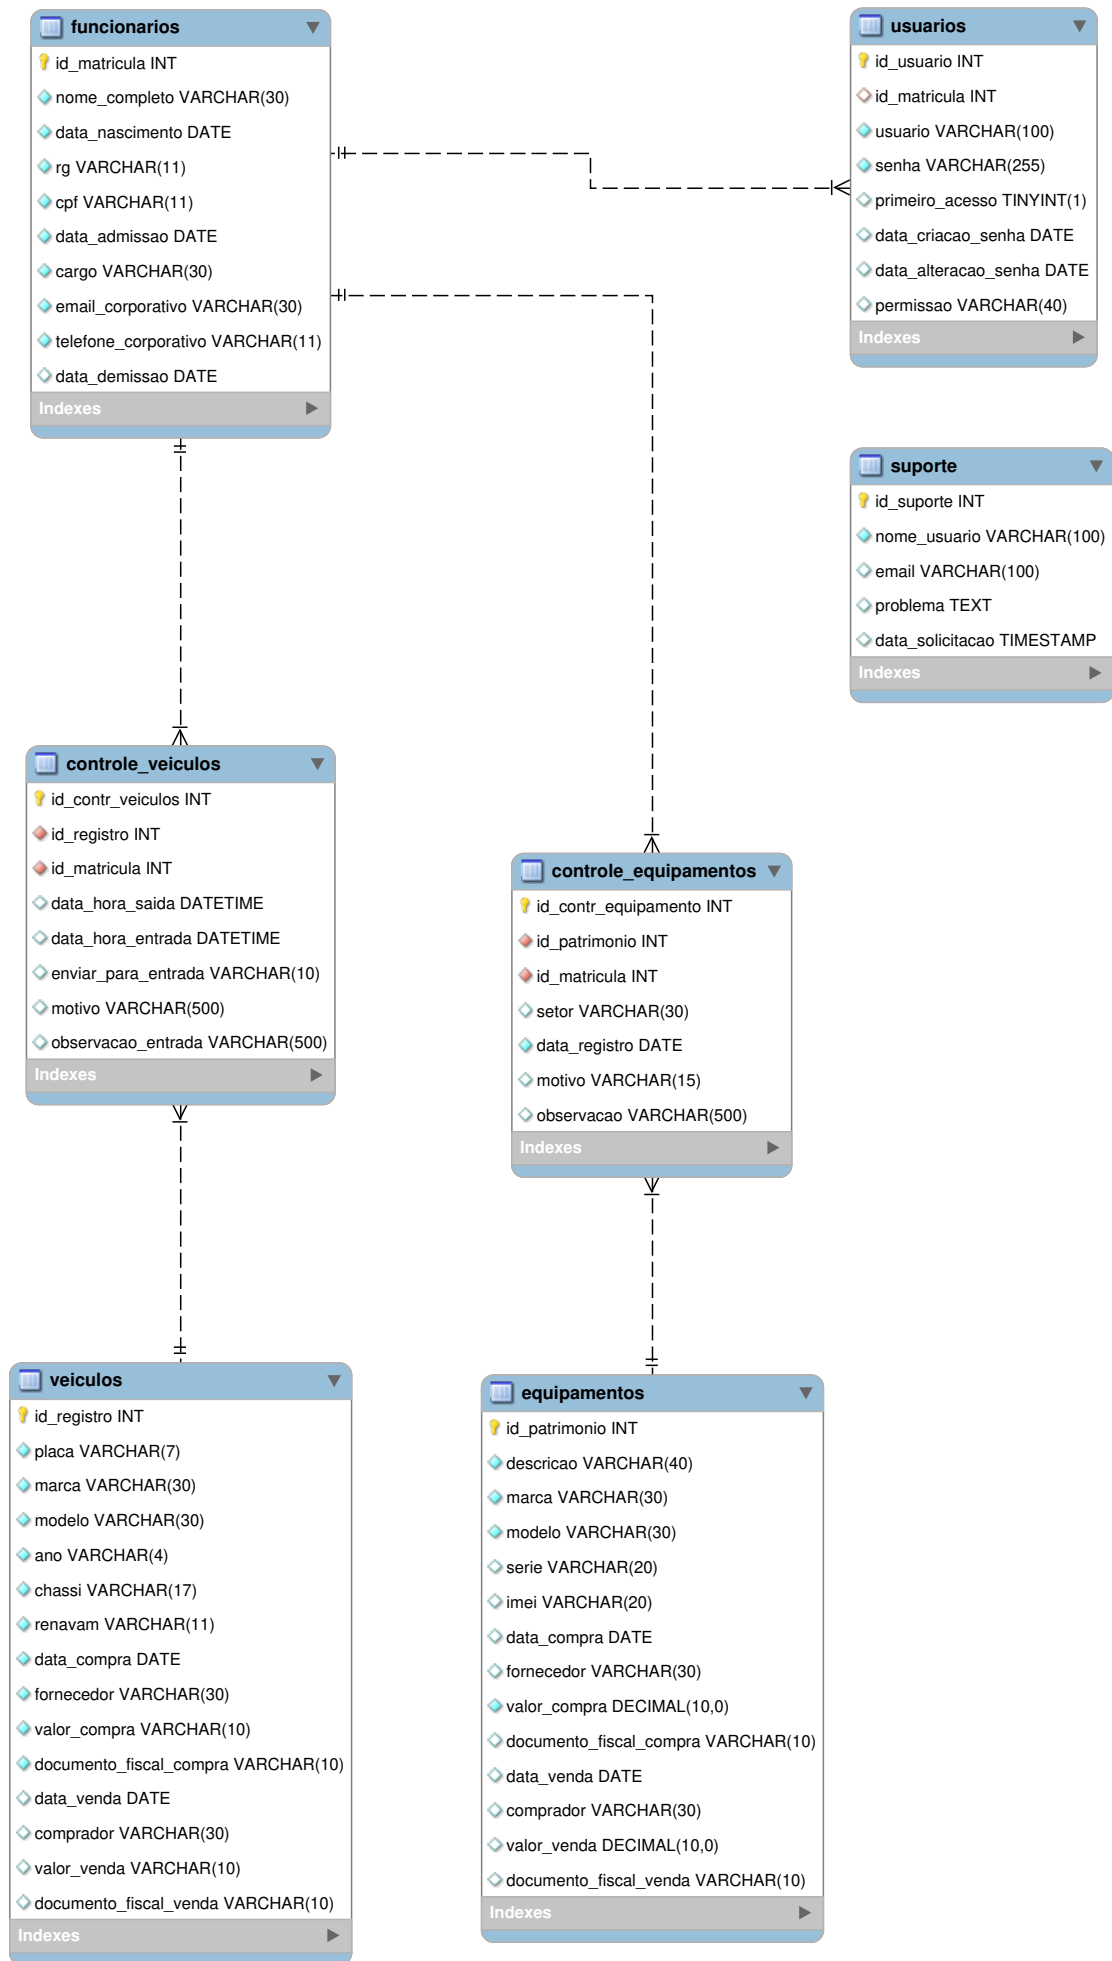 funcionarios
id_matricula INT
nome_completo VARCHAR(30)
data_nascimento DATE
rg VARCHAR(11)
cpf VARCHAR(11)
data_admissao DATE
cargo VARCHAR(30)
email_corporativo VARCHAR(30)
telefone_corporativo VARCHAR(11)
data_demissao DATE
Indexes
usuarios
id_usuario INT
id_matricula INT
usuario VARCHAR(100)
senha VARCHAR(255)
primeiro_acesso TINYINT(1)
data_criacao_senha DATE
data_alteracao_senha DATE
permissao VARCHAR(40)
Indexes
suporte
id_suporte INT
nome_usuario VARCHAR(100)
email VARCHAR(100)
problema TEXT
data_solicitacao TIMESTAMP
Indexes
controle_veiculos
id_contr_veiculos INT
id_registro INT
id_matricula INT
data_hora_saida DATETIME
data_hora_entrada DATETIME
enviar_para_entrada VARCHAR(10)
motivo VARCHAR(500)
observacao_entrada VARCHAR(500)
Indexes
controle_equipamentos
id_contr_equipamento INT
id_patrimonio INT
id_matricula INT
setor VARCHAR(30)
data_registro DATE
motivo VARCHAR(15)
observacao VARCHAR(500)
Indexes
veiculos
id_registro INT
placa VARCHAR(7)
marca VARCHAR(30)
modelo VARCHAR(30)
ano VARCHAR(4)
chassi VARCHAR(17)
renavam VARCHAR(11)
data_compra DATE
fornecedor VARCHAR(30)
valor_compra VARCHAR(10)
documento_fiscal_compra VARCHAR(10)
data_venda DATE
comprador VARCHAR(30)
valor_venda VARCHAR(10)
documento_fiscal_venda VARCHAR(10)
Indexes
equipamentos
id_patrimonio INT
descricao VARCHAR(40)
marca VARCHAR(30)
modelo VARCHAR(30)
serie VARCHAR(20)
imei VARCHAR(20)
data_compra DATE
fornecedor VARCHAR(30)
valor_compra DECIMAL(10,0)
documento_fiscal_compra VARCHAR(10)
data_venda DATE
comprador VARCHAR(30)
valor_venda DECIMAL(10,0)
documento_fiscal_venda VARCHAR(10)
Indexes